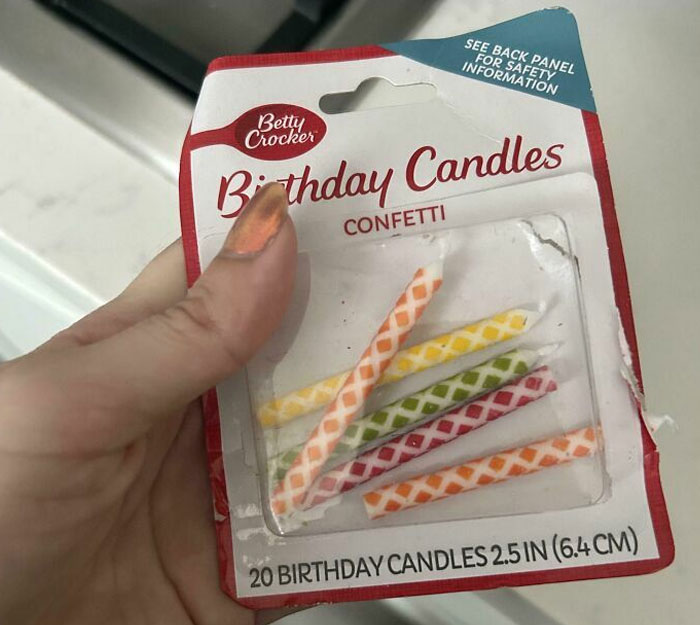 SEE BACK PANEL
FOR SAFETY
INFORMATION
Betty
Crocker
Birthday Candles
CONFETTI
20 BIRTHDAY CANDLES 2.5 IN (6.4 CM)